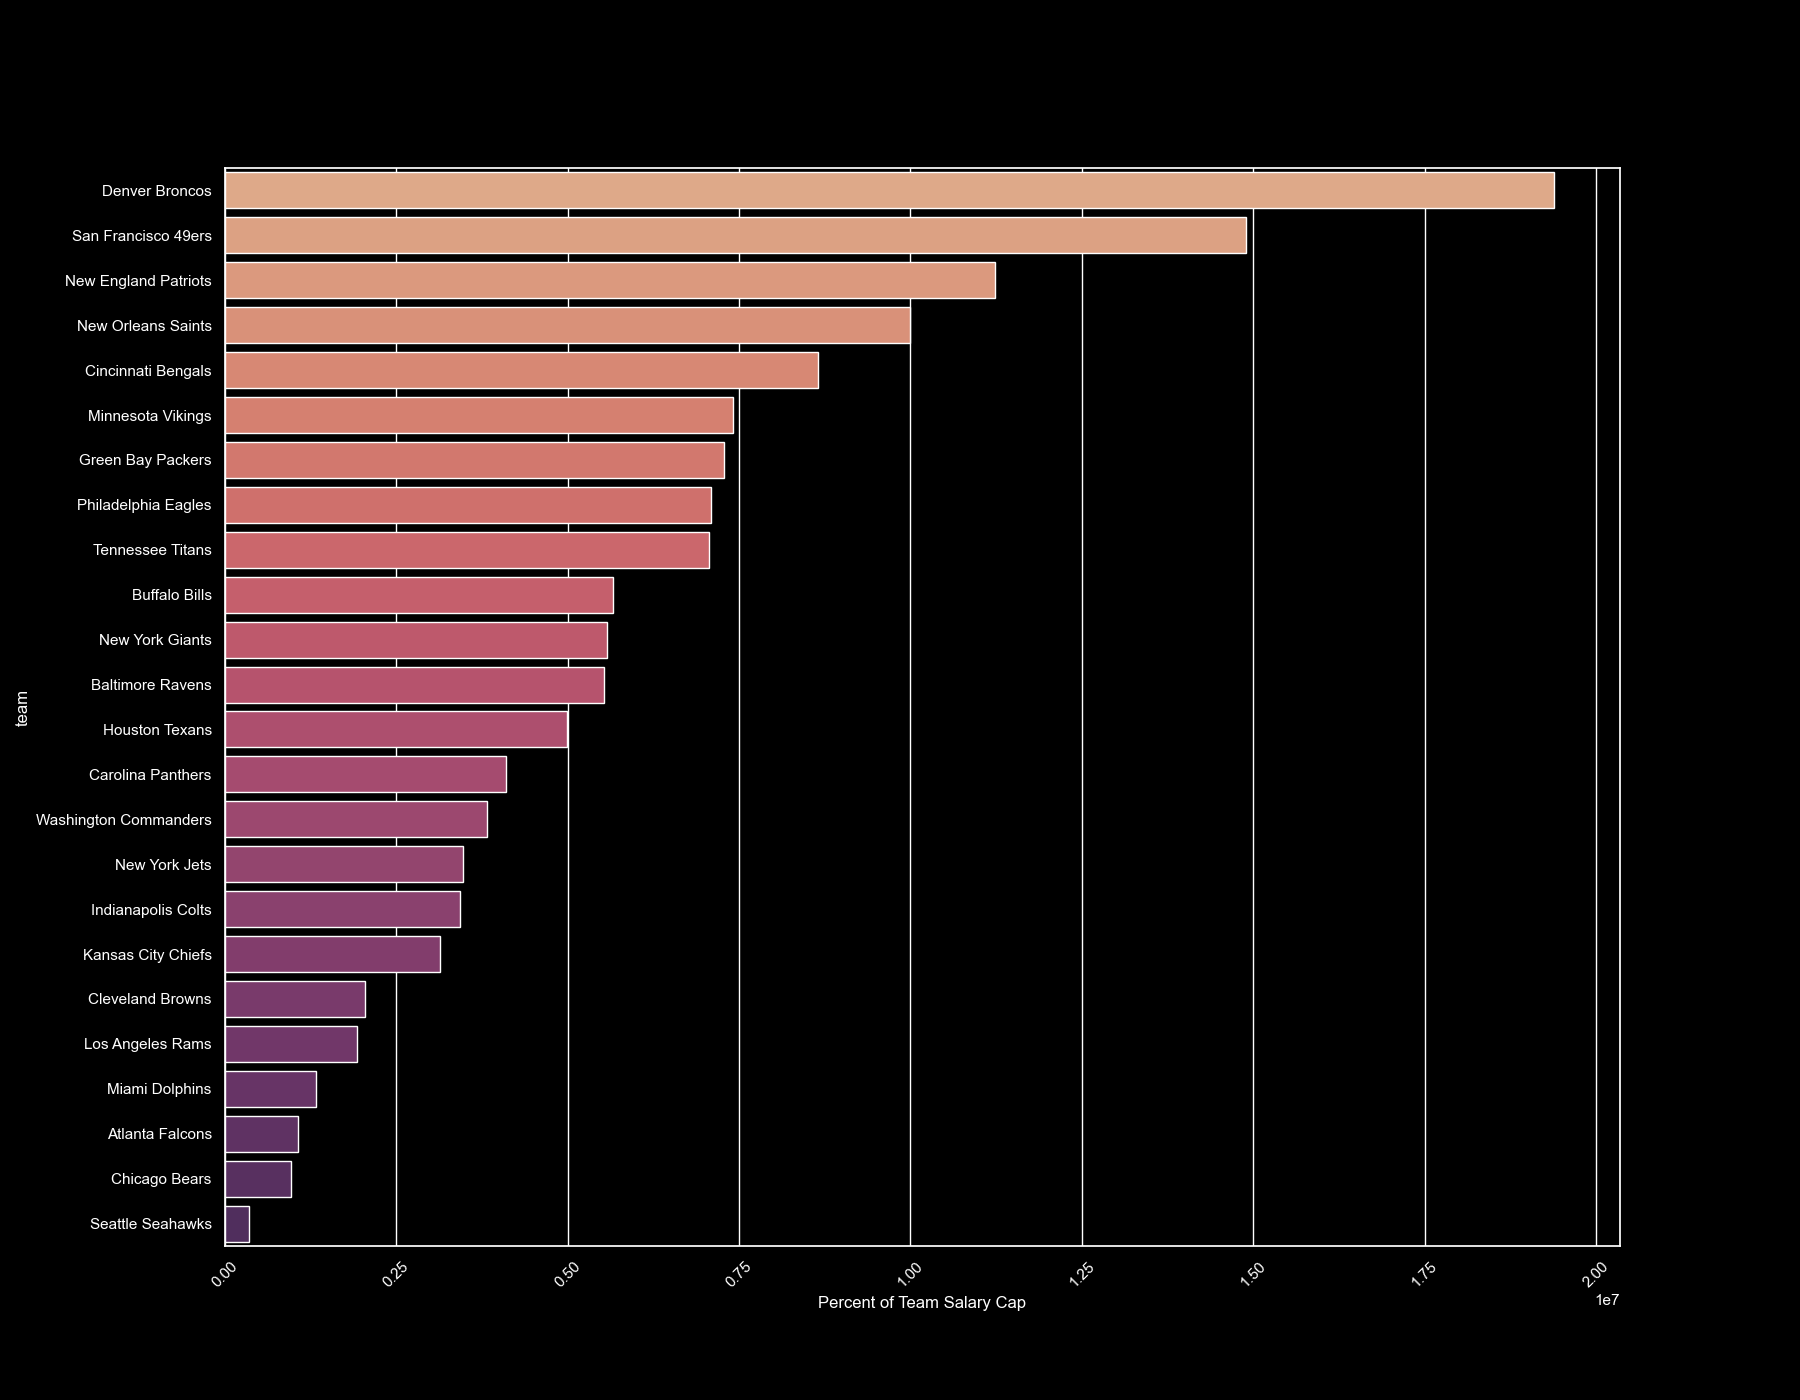 Denver Broncos
San Francisco 49ers
New England Patriots
New Orleans Saints
Cincinnati Bengals
Minnesota Vikings
Green Bay Packers
Philadelphia Eagles
Tennessee Titans
Buffalo Bills
New York Giants
Baltimore Ravens
team
Houston Texans
Carolina Panthers
Washington Commanders
New York Jets
Indianapolis Colts
Kansas City Chiefs
Cleveland Browns
Los Angeles Rams
Miami Dolphins
Atlanta Falcons
Chicago Bears
Seattle Seahawks
0.00 0.25 0.50 0.75 1.00 1.25 1.50 1.75 2.00
1e7
Percent of Team Salary Cap